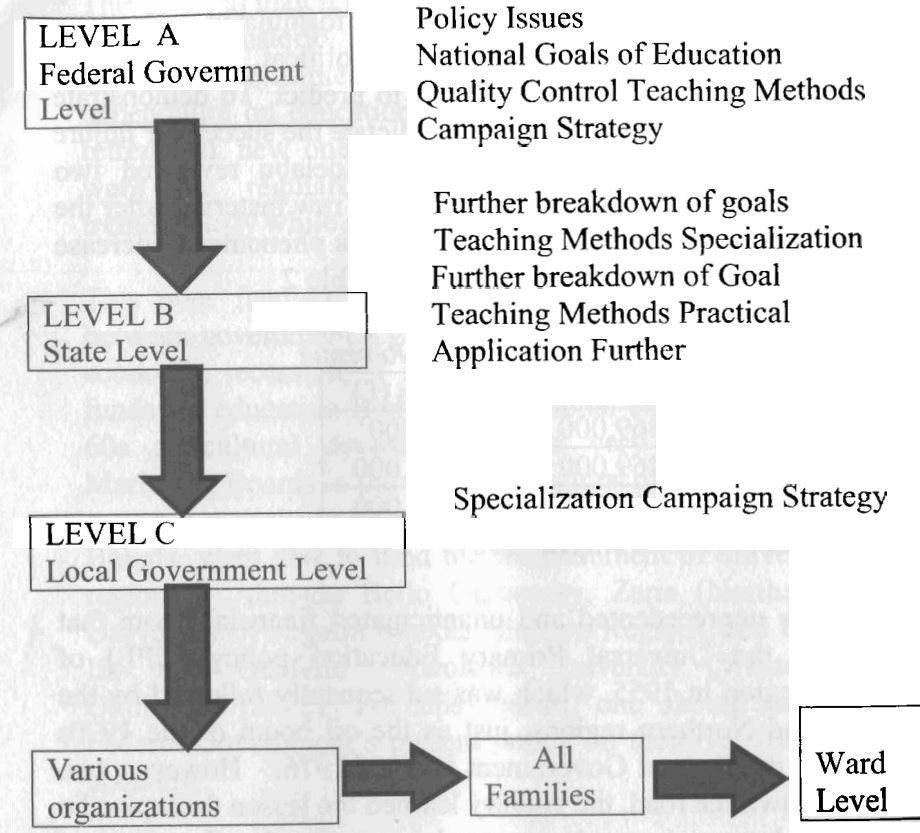 LEVEL A
Federal Government
Level
Policy Issues
National Goals of Education
Quality Control Teaching Methods
Campaign Strategy
Further breakdown of goals
Teaching Methods Specialization
Further breakdown of Goal
Teaching Methods Practical
Application Further
LEVEL B
State Level
Specialization Campaign Strategy
LEVEL C
Local Government Level
Various
organizations
All
Families
Ward
Level